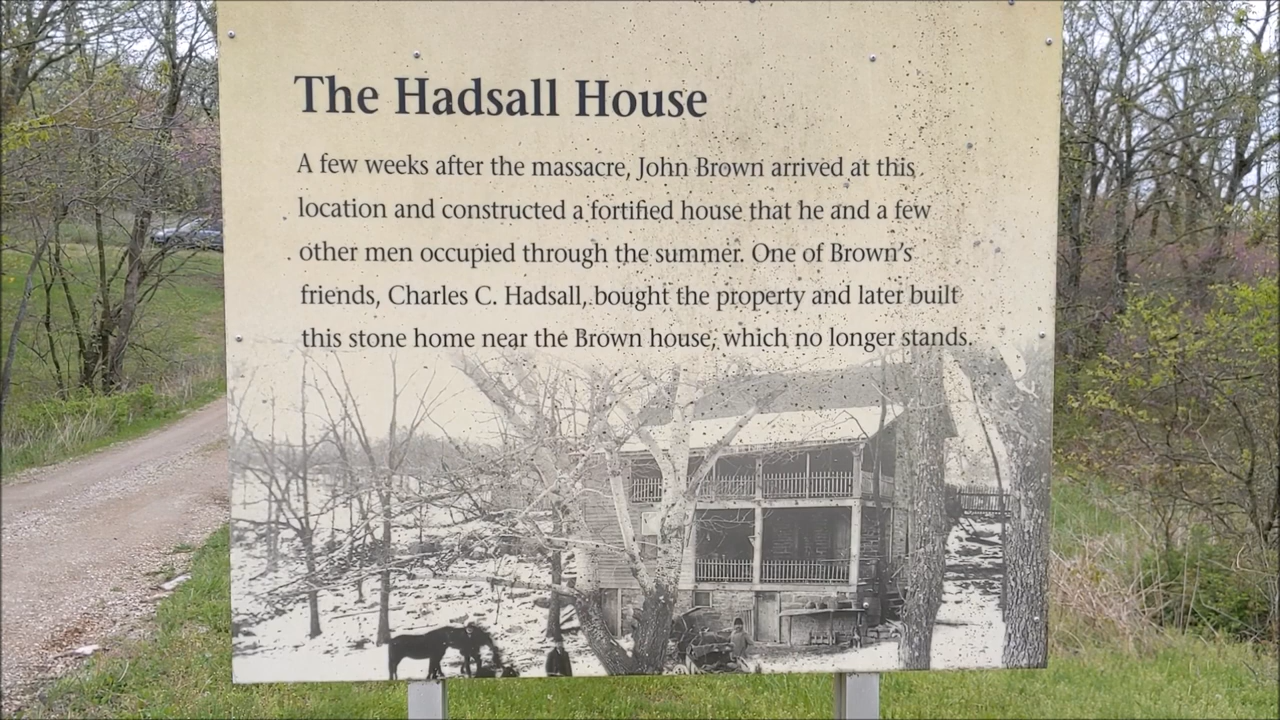 The Hadsall House
A few weeks after the massacre, John Brown arrived at this
location and constructed a fortified house that he and a few
other men occupied through the summer. One of Brown's
friends, Charles C. Hadsall, bought the property and later built
this stone home near the Brown house, which no longer stands.